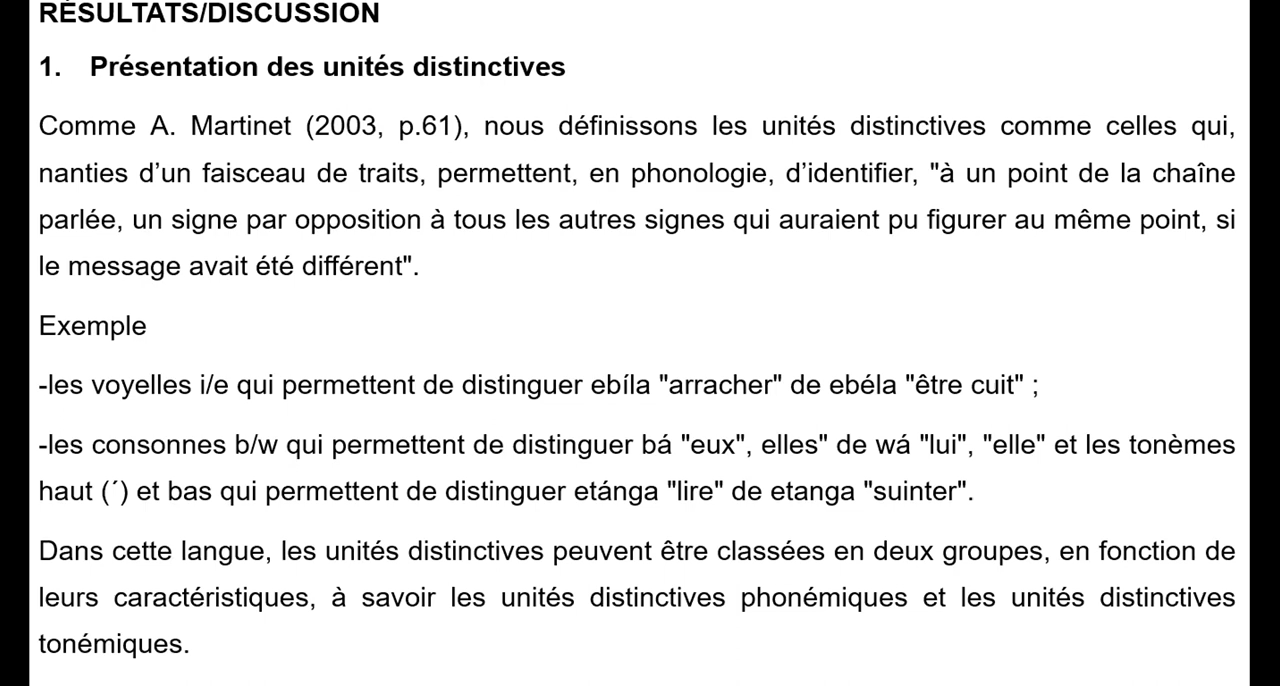 RÉSULTATS/DISCUSSION
1. Présentation des unités distinctives
Comme A. Martinet (2003, p.61), nous définissons les unités distinctives comme celles qui,
nanties d’un faisceau de traits, permettent, en phonologie, d’identifier, "à un point de la chaîne
parlée, un signe par opposition à tous les autres signes qui auraient pu figurer au même point, si
le message avait été différent".
Exemple
-les voyelles i/e qui permettent de distinguer ebíla "arracher" de ebéla "être cuit" ;
-les consonnes b/w qui permettent de distinguer bá "eux", elles" de wá "lui", "elle" et les tonèmes
haut (´) et bas qui permettent de distinguer etánga "lire" de etanga "suinter".
Dans cette langue, les unités distinctives peuvent être classées en deux groupes, en fonction de
leurs caractéristiques, à savoir les unités distinctives phonémiques et les unités distinctives
tonémiques.